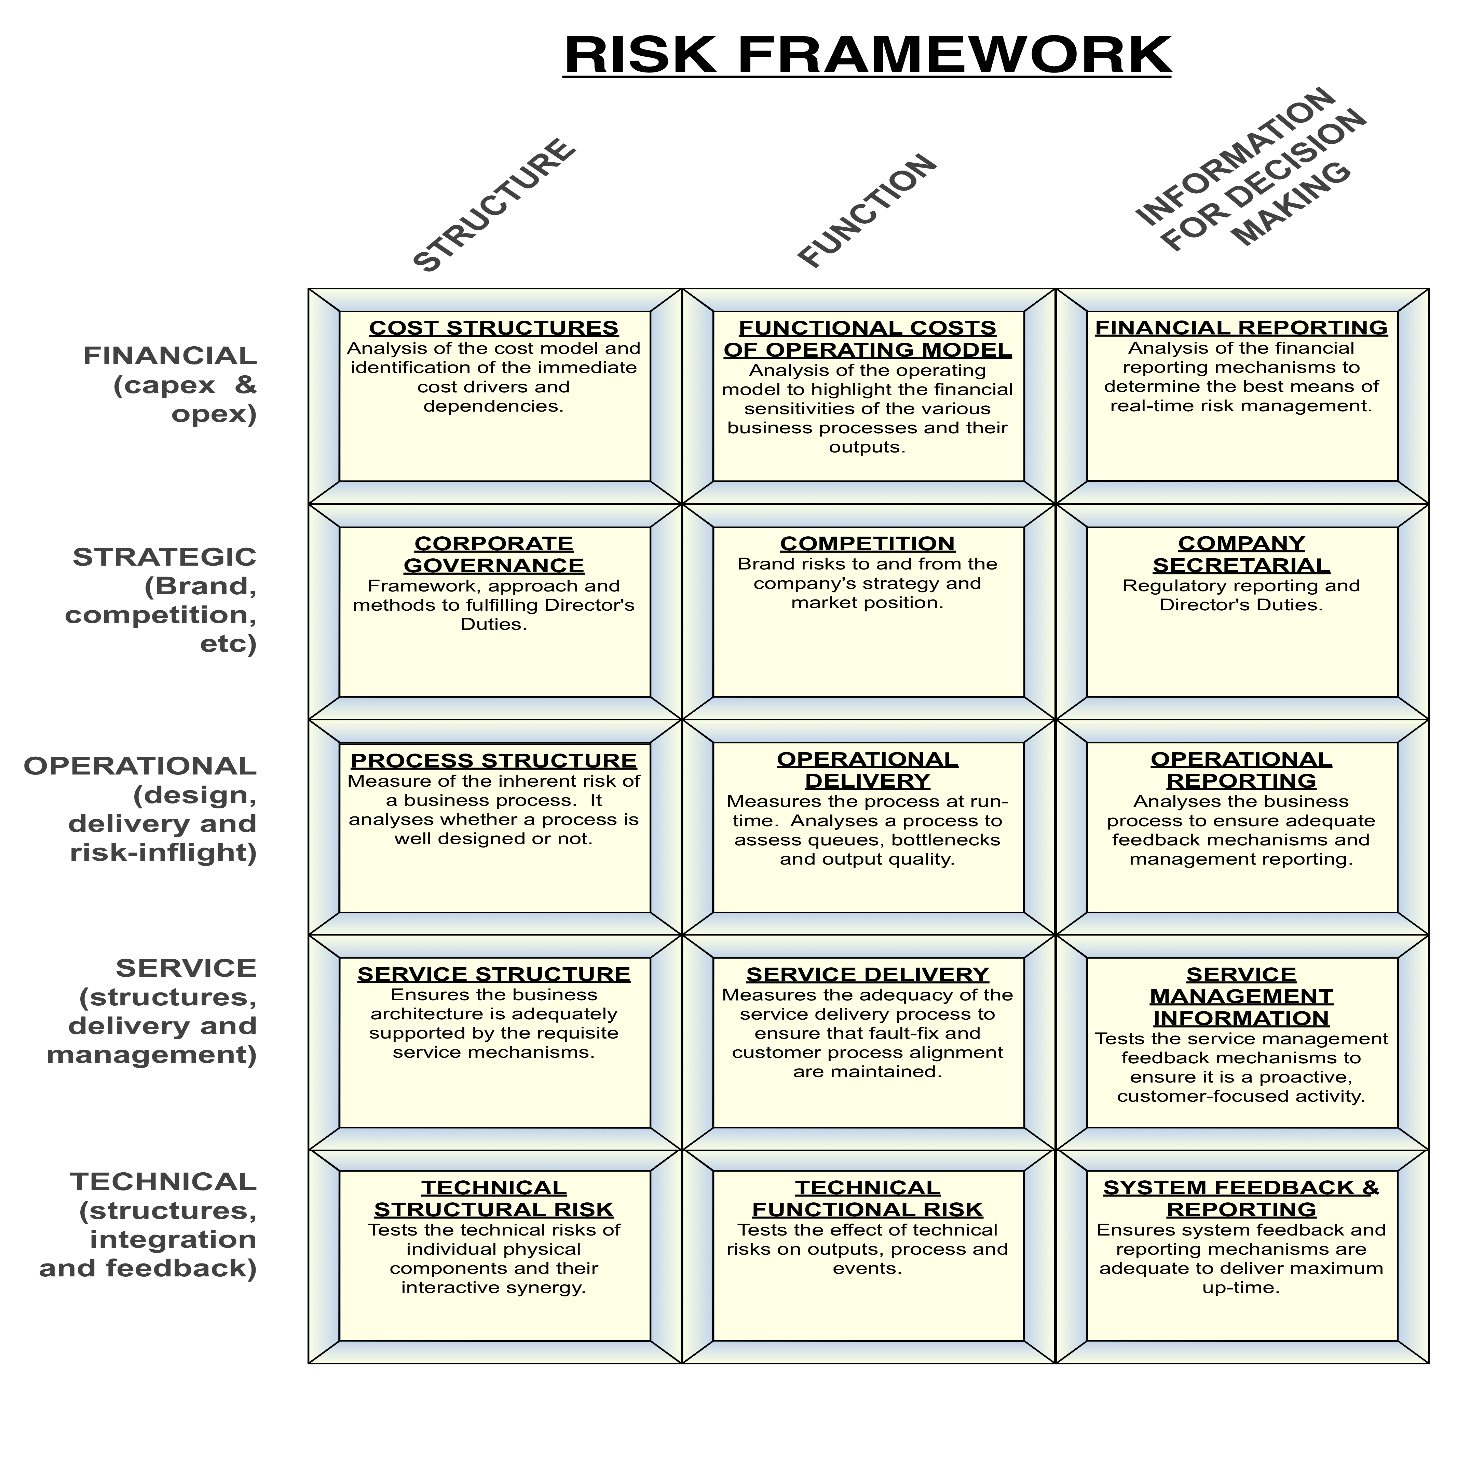 RISK FRAMEWORK
STRUCTURE
FUNCTION
INFORMATION
FOR DECISION
MAKING
FINANCIAL
(capex & 
opex)
COST STRUCTURES
Analysis of the cost model and
identification of the immediate
cost drivers and
dependencies.
FUNCTIONAL COSTS
OF OPERATING MODEL
Analysis of the operating
model to highlight the financial
sensitivities of the various
business processes and their
outputs.
FINANCIAL REPORTING
Analysis of the financial
reporting mechanisms to
determine the best means of
real-time risk management.
STRATEGIC
(Brand,
competition,
etc)
CORPORATE
GOVERNANCE
Framework, approach and
methods to fulfilling Director's
Duties.
COMPETITION
Brand risks to and from the
company's strategy and
market position.
COMPANY
SECRETARIAL
Regulatory reporting and
Director's Duties.
OPERATIONAL
(design,
delivery and
risk-inflight)
PROCESS STRUCTURE
Measure of the inherent risk of
a business process. It
analyses whether a process is
well designed or not.
OPERATIONAL
DELIVERY
Measures the process at run-
time. Analyses a process to
assess queues, bottlenecks
and output quality.
OPERATIONAL
REPORTING
Analyses the business
process to ensure adequate
feedback mechanisms and
management reporting.
SERVICE
(structures,
delivery and
management)
SERVICE STRUCTURE
Ensures the business
architecture is adequately
supported by the requisite
service mechanisms.
SERVICE DELIVERY
Measures the adequacy of the
service delivery process to
ensure that fault-fix and
customer process alignment
are maintained.
SERVICE
MANAGEMENT
INFORMATION
Tests the service management
feedback mechanisms to
ensure it is a proactive,
customer-focused activity.
TECHNICAL
(structures,
integration
and feedback)
TECHNICAL
STRUCTURAL RISK
Tests the technical risks of
individual physical
components and their
interactive synergy.
TECHNICAL
FUNCTIONAL RISK
Tests the effect of technical
risks on outputs, process and
events.
SYSTEM FEEDBACK &
REPORTING
Ensures system feedback and
reporting mechanisms are
adequate to deliver maximum
up-time.